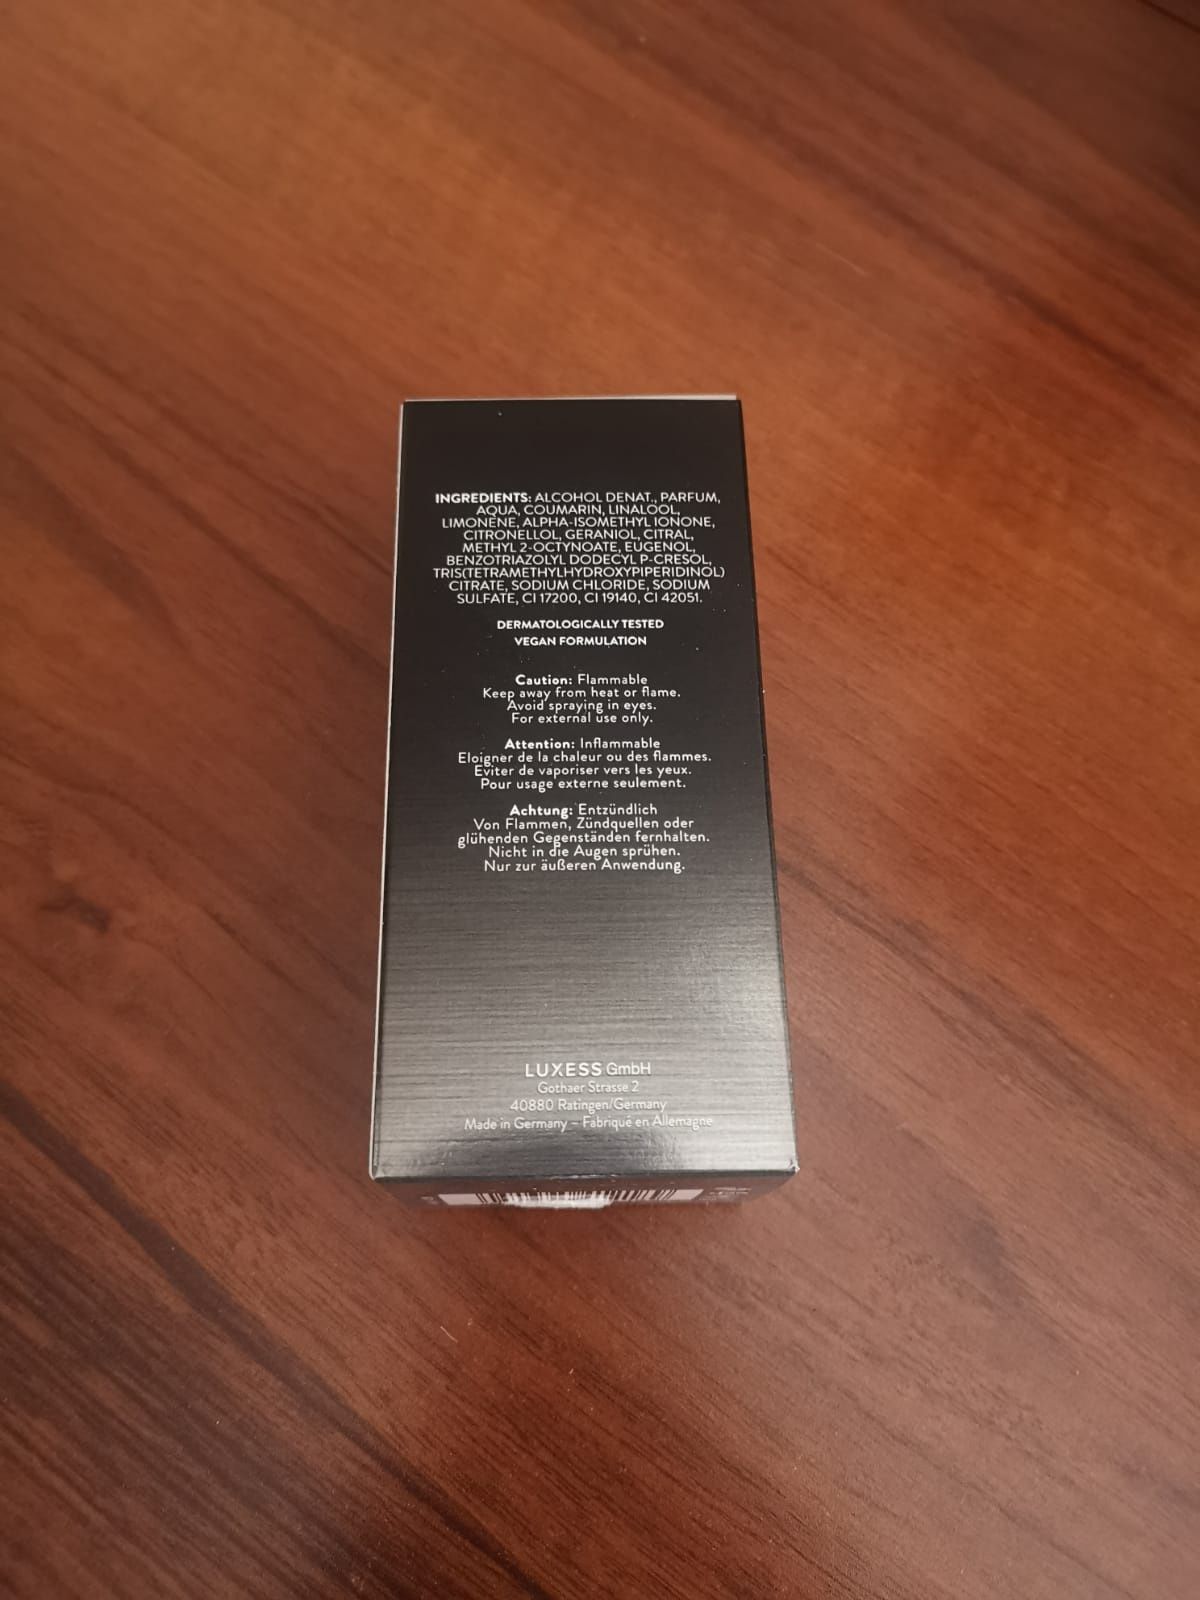 INGREDIENTS: ALCOHOL DENAT., PARFUM,
AQUA, COUMARIN, LINALOOL,
LIMONENE, ALPHA-ISOMETHYL IONONE,
CITRONELLOL, GERANIOL, CITRAL,
METHYL 2-OCTYNOATE, EUGENOL,
BENZOTRIAZOLYL DODECYL P-CRESOL,
TRIS(TETRAMETHYLHYDROXYPIPERIDINOL)
CITRATE, SODIUM CHLORIDE, SODIUM
SULFATE, CI 17200, CI 19140, CI 42051.
DERMATOLOGICALLY TESTED
VEGAN FORMULATION
Caution: Flammable
Keep away from heat or flame.
Avoid spraying in eyes.
For external use only.
Attention: Inflammable
Eloigner de la chaleur ou des flammes.
Eviter de vaporiser vers les yeux.
Pour usage externe seulement.
Achtung: Entzündlich
Von Flammen, Zündquellen oder
glühenden Gegenständen fernhalten.
Nicht in die Augen sprühen.
Nur zur äußeren Anwendung.
LUXESS GmbH
Gothaer Strasse 2
40880 Ratingen/Germany
Made in Germany – Fabriqué en Allemagne